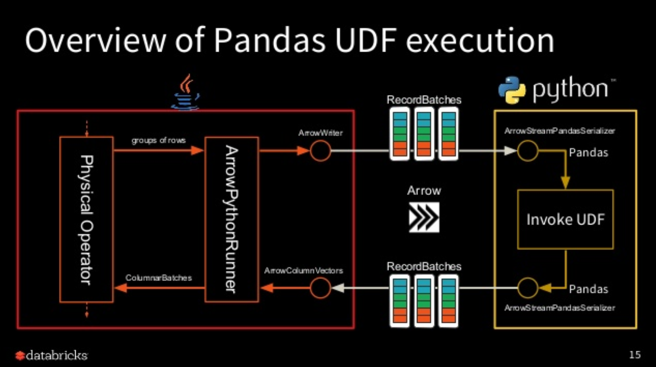 Overview of Pandas UDF execution
RecordBatches
python™
ArrowWriter
ArrowStreamPandasSerializer
groups of rows
Pandas
Physical Operator
ArrowPythonRunner
Arrow
Invoke UDF
RecordBatches
ColumnarBatches
ArrowColumnVectors
Pandas
ArrowStreamPandasSerializer
databricks
15